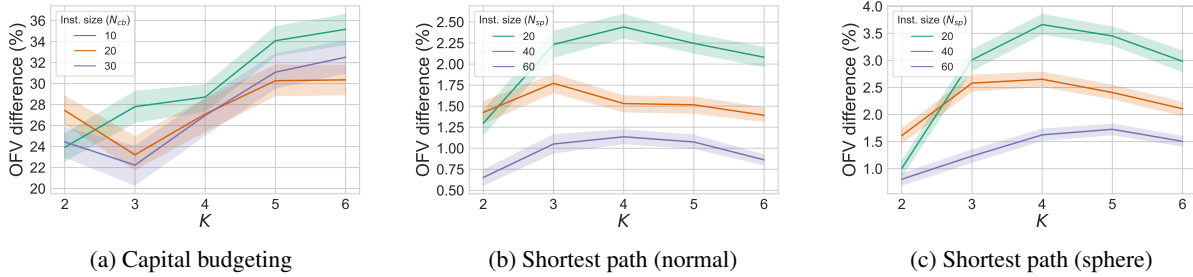 OFV difference (%)
Inst. size (N_cb)
10
20
30
36
34
32
30
28
26
24
22
20
2 3 4 5 6
K
(a) Capital budgeting
OFV difference (%)
Inst. size (N_sp)
20
40
60
2.50
2.25
2.00
1.75
1.50
1.25
1.00
0.75
0.50
2 3 4 5 6
K
(b) Shortest path (normal)
OFV difference (%)
Inst. size (N_sp)
20
40
60
4.0
3.5
3.0
2.5
2.0
1.5
1.0
2 3 4 5 6
K
(c) Shortest path (sphere)